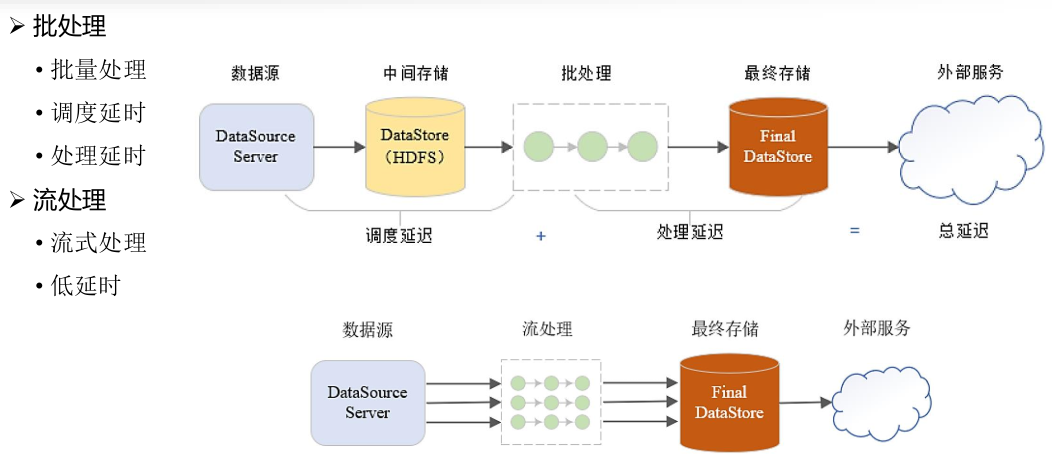 ➢ 批处理
• 批量处理
• 调度延时
• 处理延时
➢ 流处理
• 流式处理
• 低延时
数据源 中间存储 批处理 最终存储 外部服务
DataSource
Server
DataStore
（HDFS）
Final
DataStore
调度延迟 + 处理延迟 = 总延迟
数据源 流处理 最终存储 外部服务
DataSource
Server
Final
DataStore